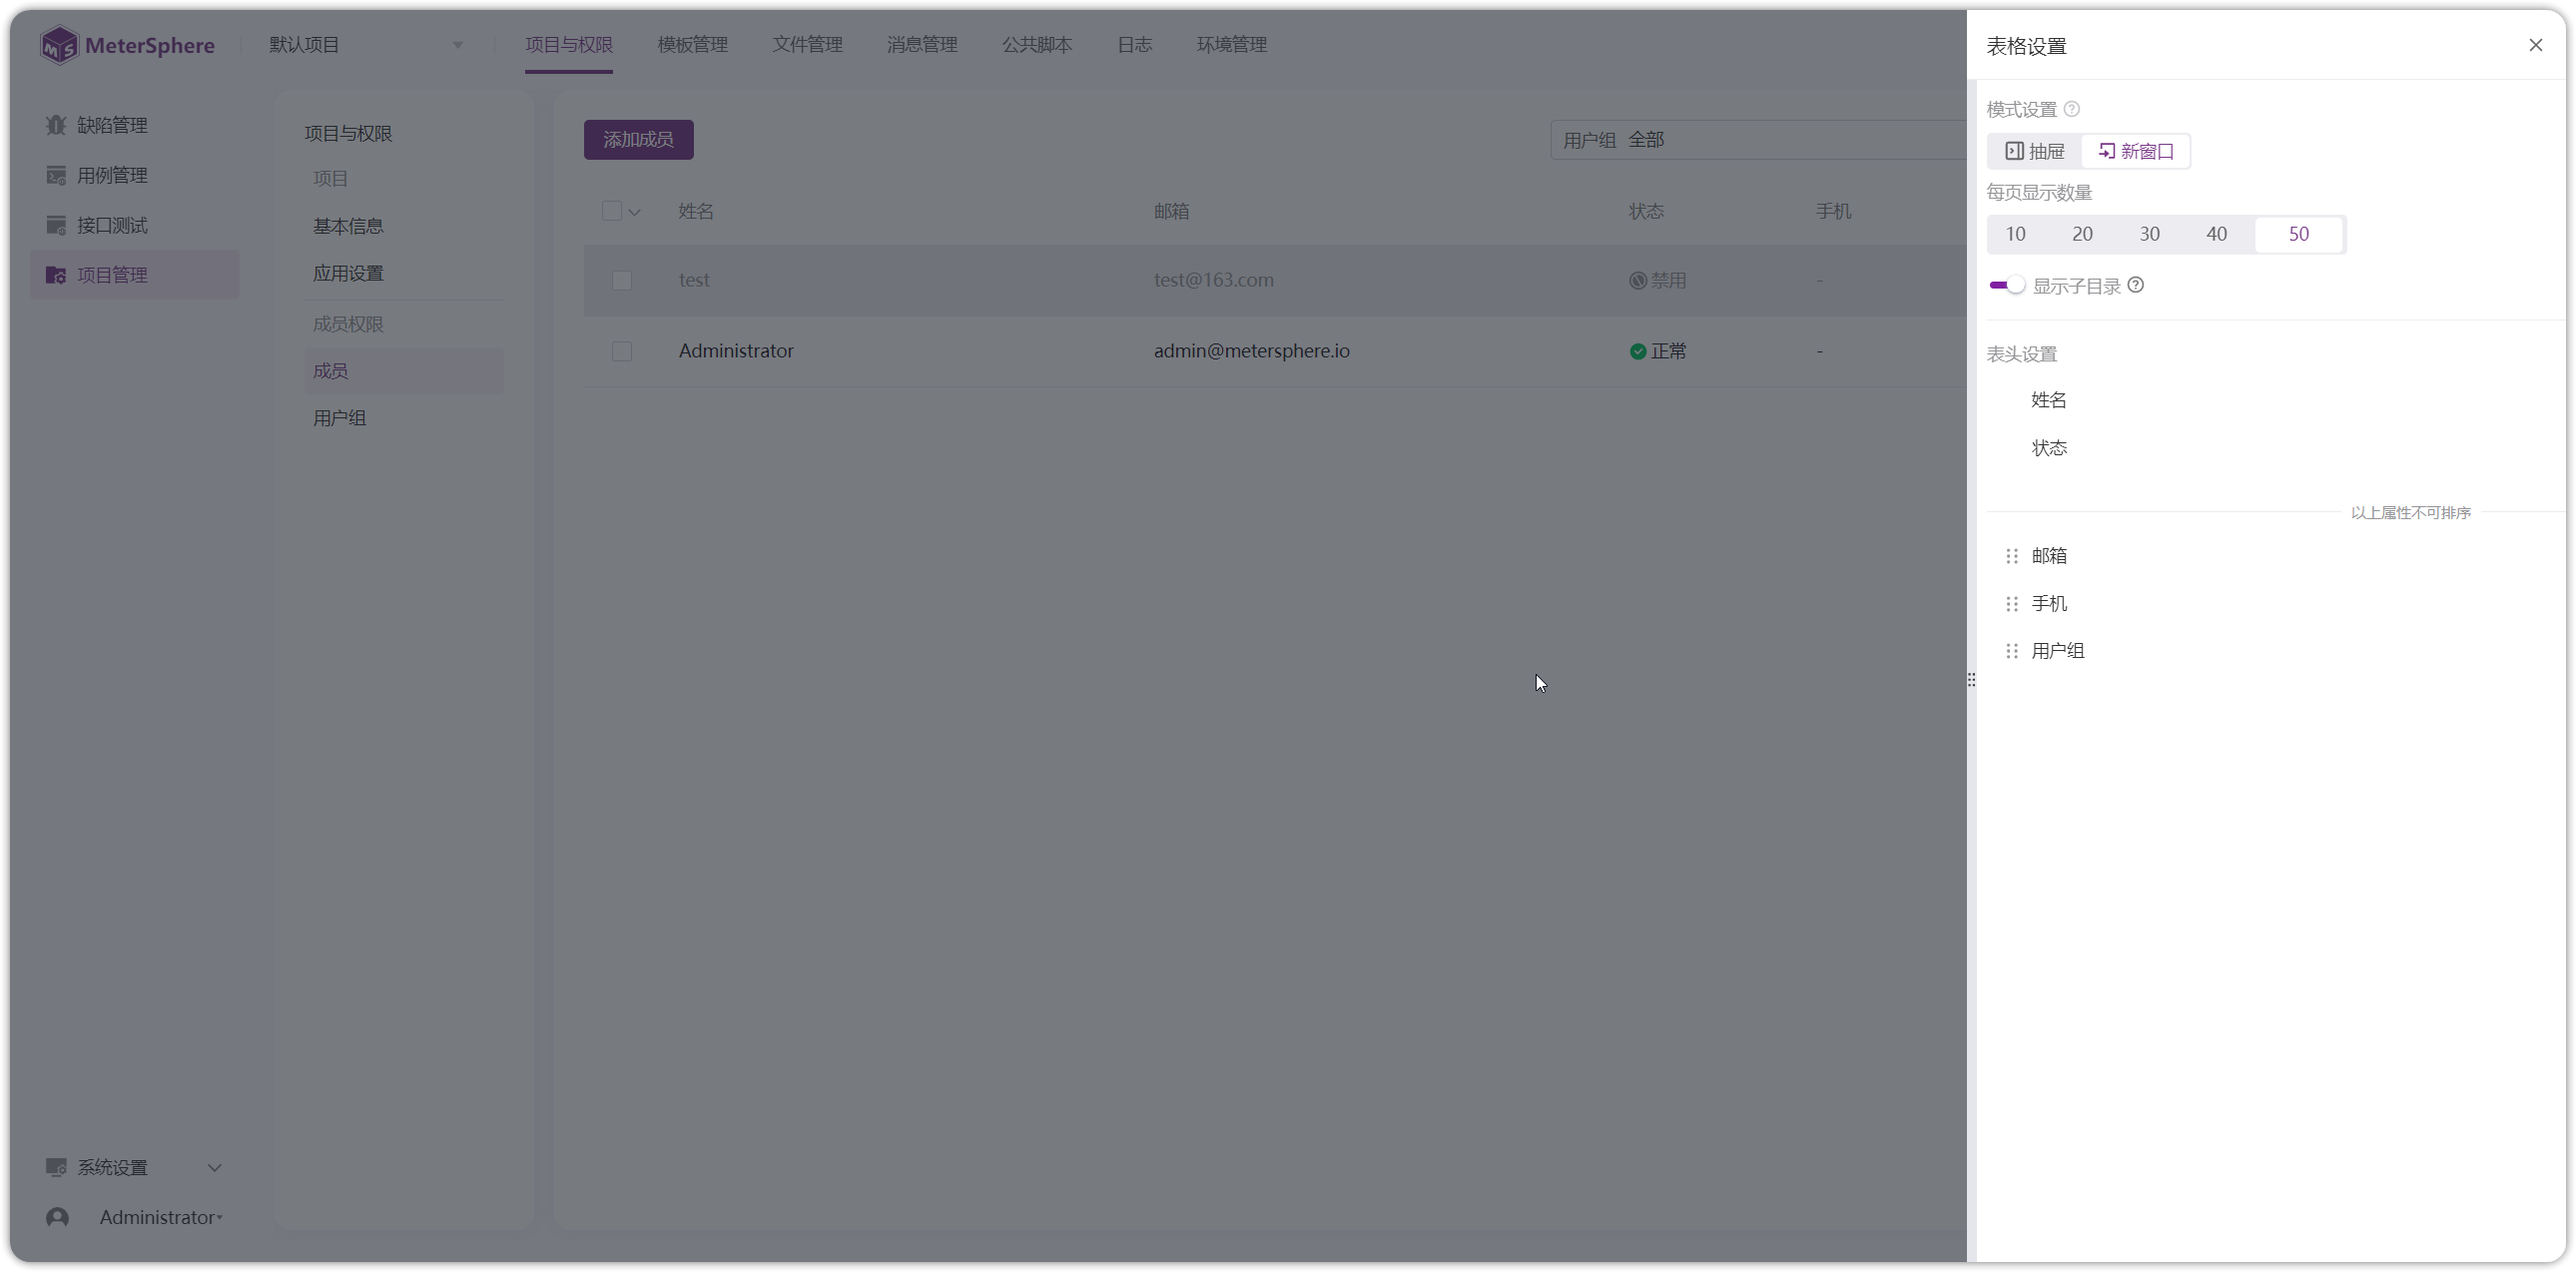 MeterSphere
默认项目
项目与权限 模板管理 文件管理 消息管理 公共脚本 日志 环境管理
缺陷管理
用例管理
接口测试
项目管理
系统设置
Administrator
项目与权限
项目
基本信息
应用设置
成员权限
成员
用户组
添加成员
用户组 全部
姓名 邮箱 状态 手机
test test@163.com 禁用 -
Administrator admin@metersphere.io 正常 -
表格设置
模式设置
抽屉 新窗口
每页显示数量
10 20 30 40 50
显示子目录
表头设置
姓名
状态
以上属性不可排序
邮箱
手机
用户组